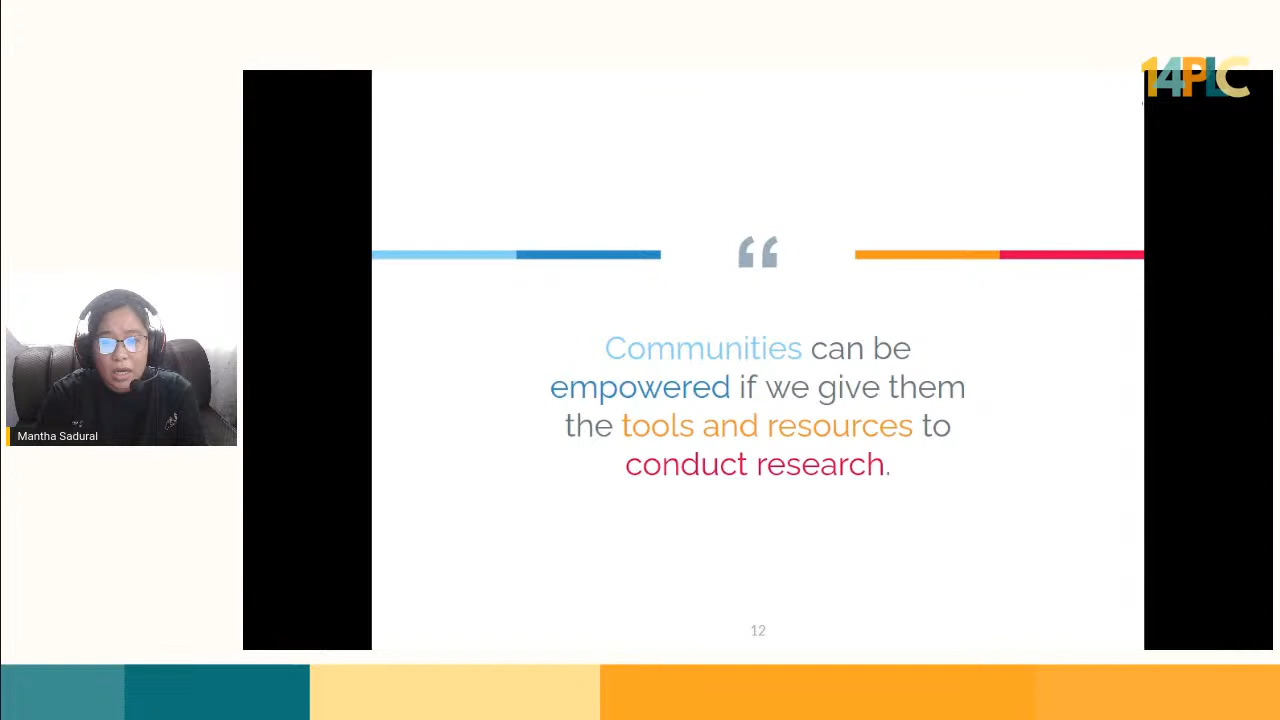 14PLC
“
Communities can be
empowered if we give them
the tools and resources to
conduct research.
Mantha Sadural
12